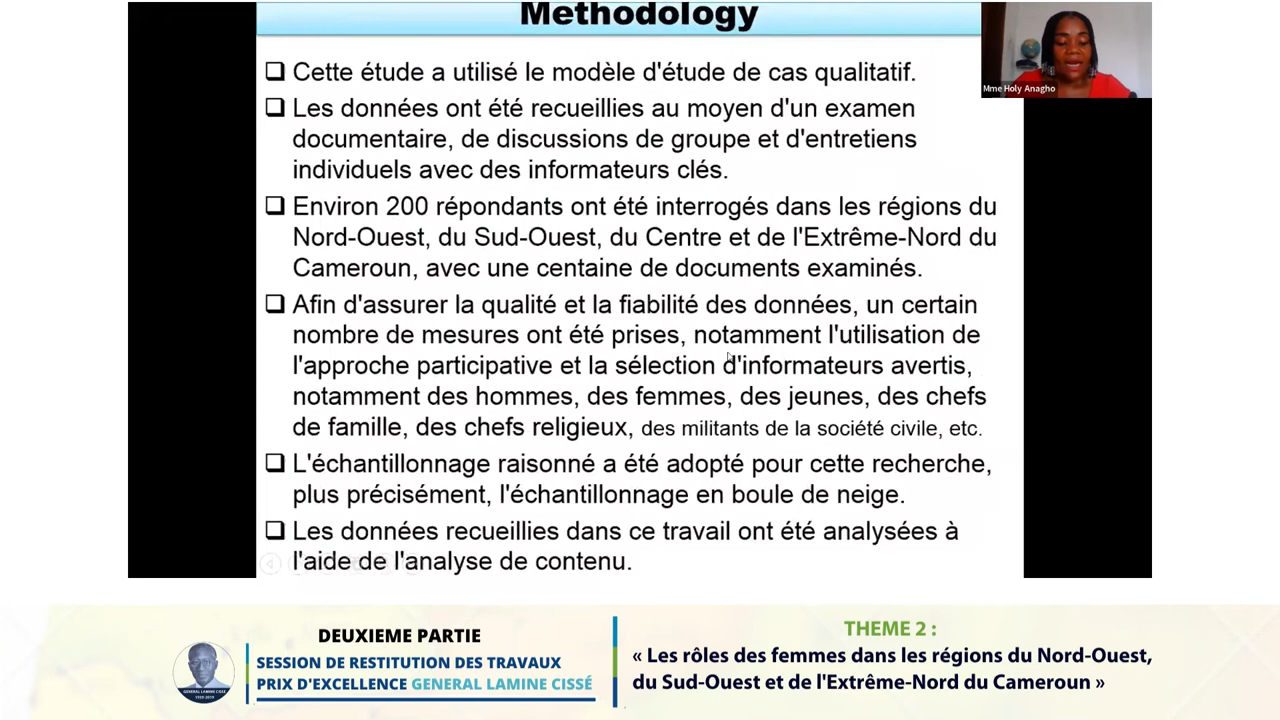 Methodology
❑ Cette étude a utilisé le modèle d'étude de cas qualitatif.
❑ Les données ont été recueillies au moyen d'un examen
documentaire, de discussions de groupe et d'entretiens
individuels avec des informateurs clés.
❑ Environ 200 répondants ont été interrogés dans les régions du
Nord-Ouest, du Sud-Ouest, du Centre et de l'Extrême-Nord du
Cameroun, avec une centaine de documents examinés.
❑ Afin d'assurer la qualité et la fiabilité des données, un certain
nombre de mesures ont été prises, notamment l'utilisation de
l'approche participative et la sélection d'informateurs avertis,
notamment des hommes, des femmes, des jeunes, des chefs
de famille, des chefs religieux, des militants de la société civile, etc.
❑ L'échantillonnage raisonné a été adopté pour cette recherche,
plus précisément, l'échantillonnage en boule de neige.
❑ Les données recueillies dans ce travail ont été analysées à
l'aide de l'analyse de contenu.
Mme Holy Anagho
DEUXIEME PARTIE
SESSION DE RESTITUTION DES TRAVAUX
PRIX D'EXCELLENCE GENERAL LAMINE CISSÉ
GENERAL LAMINE CISSE
1939-2019
THEME 2 :
« Les rôles des femmes dans les régions du Nord-Ouest,
du Sud-Ouest et de l'Extrême-Nord du Cameroun »